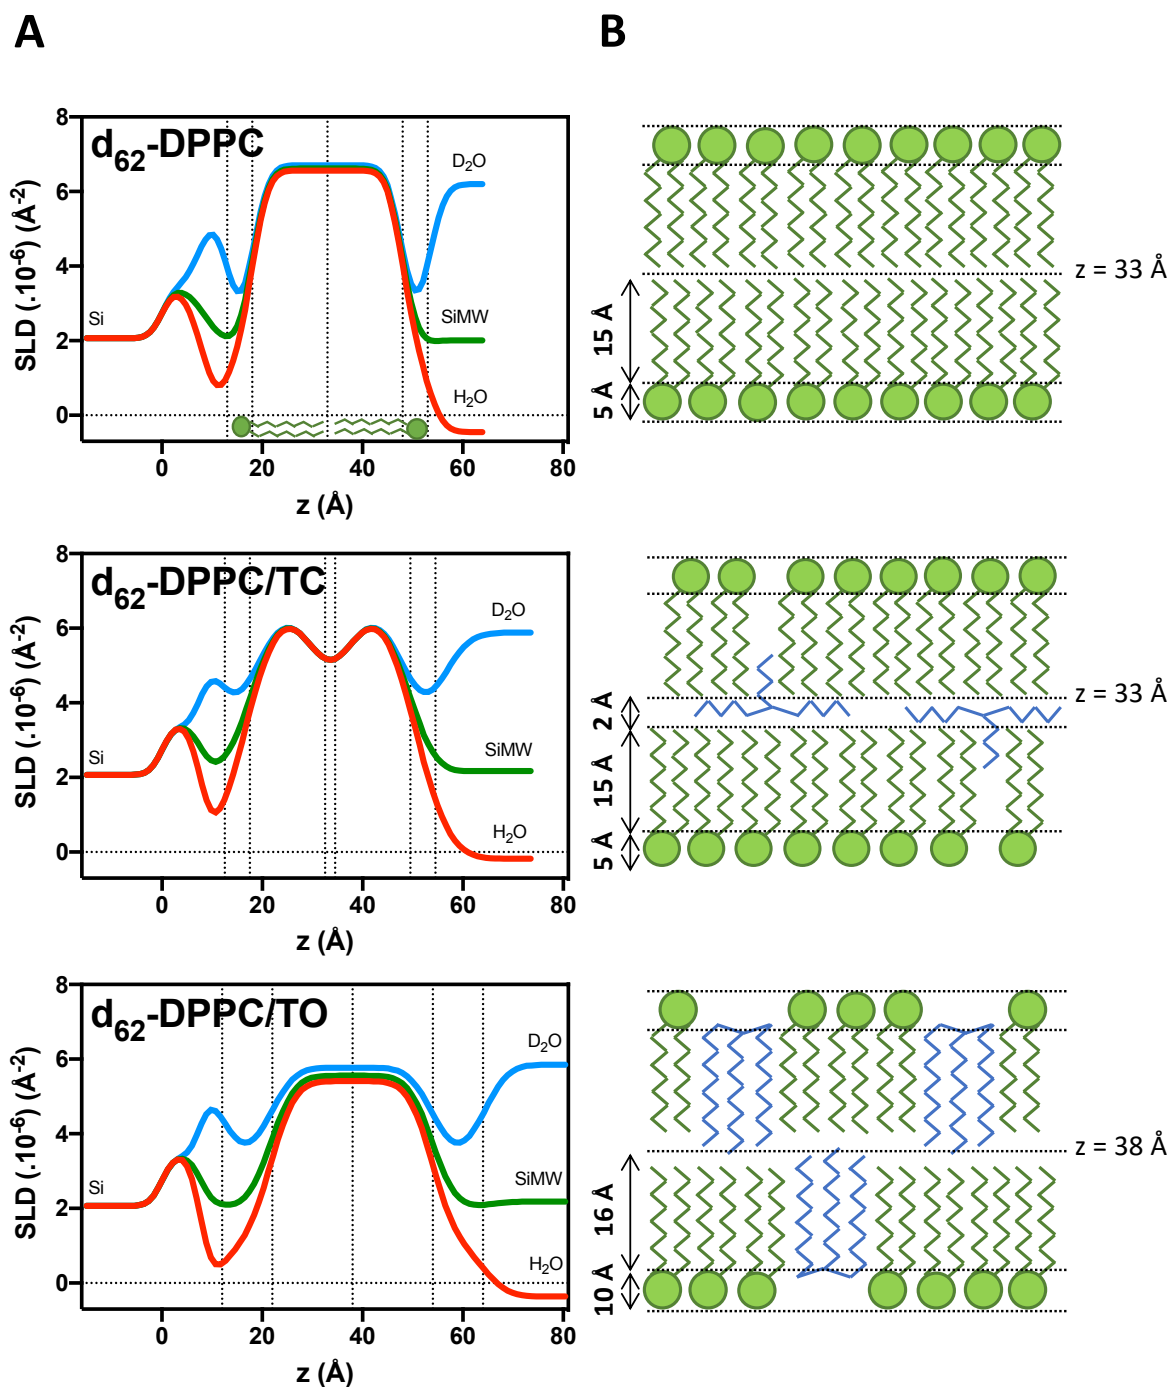 A
B
d62-DPPC
SLD (.10-6) (Å-2)
8
6
4
2
0
Si
D2O
SiMW
H2O
0 20 40 60 80
z (Å)
z = 33 Å
15 Å
5 Å
d62-DPPC/TC
SLD (.10-6) (Å-2)
8
6
4
2
0
Si
D2O
SiMW
H2O
0 20 40 60 80
z (Å)
z = 33 Å
2 Å
15 Å
5 Å
d62-DPPC/TO
SLD (.10-6) (Å-2)
8
6
4
2
0
Si
D2O
SiMW
H2O
0 20 40 60 80
z (Å)
z = 38 Å
16 Å
10 Å